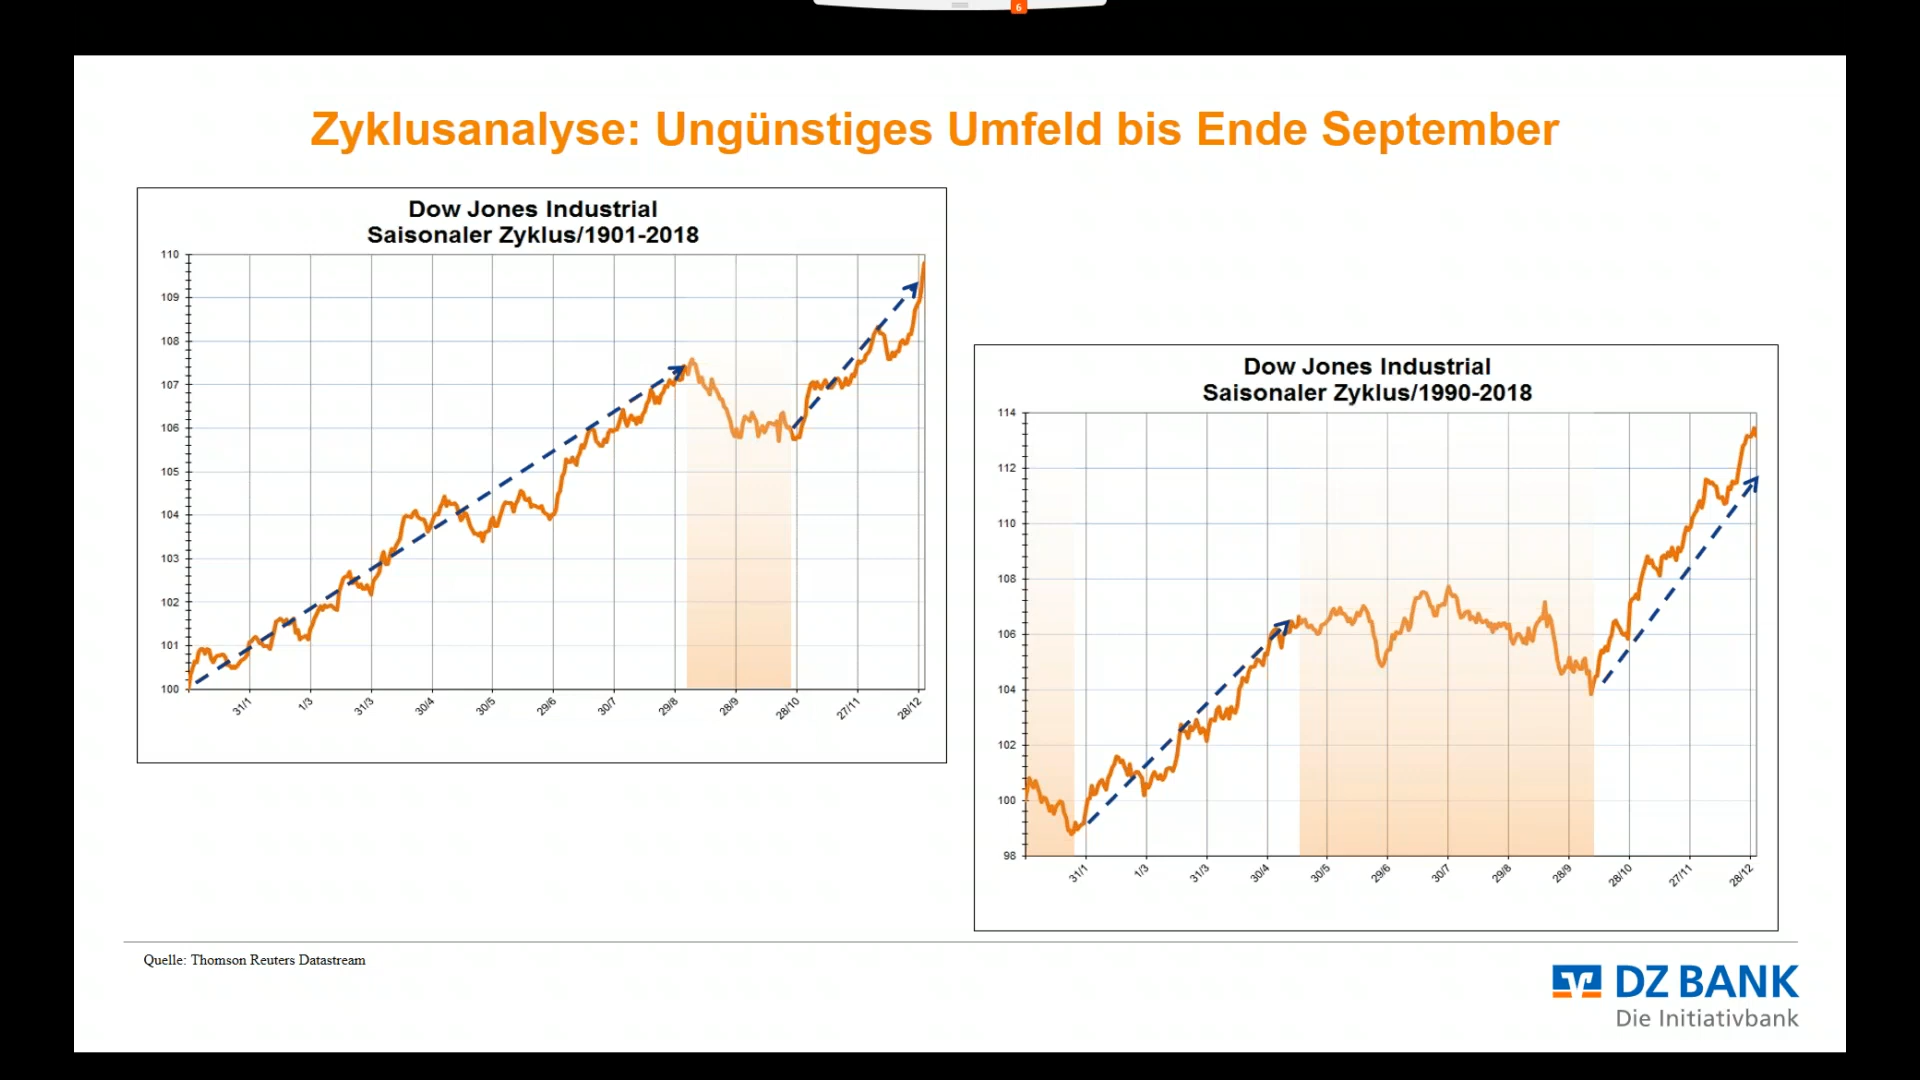 6
Zyklusanalyse: Ungünstiges Umfeld bis Ende September
Dow Jones Industrial
Saisonaler Zyklus/1901-2018
110
109
108
107
106
105
104
103
102
101
100
31/1 1/3 31/3 30/4 30/5 29/6 30/7 29/8 28/9 28/10 27/11 28/12
Dow Jones Industrial
Saisonaler Zyklus/1990-2018
114
112
110
108
106
104
102
100
98
31/1 1/3 31/3 30/4 30/5 29/6 30/7 29/8 28/9 28/10 27/11 28/12
Quelle: Thomson Reuters Datastream
DZ BANK
Die Initiativbank